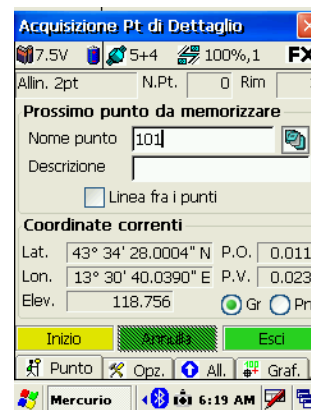 Acquisizione Pt di Dettaglio
7.5V 5+4 100%,1 FX
Allin. 2pt N.Pt. 0 Rim
Prossimo punto da memorizzare
Nome punto 101
Descrizione
Linea fra i punti
Coordinate correnti
Lat. 43° 34' 28.0004" N P.O. 0.011
Lon. 13° 30' 40.0390" E P.V. 0.023
Elev. 118.756 Gr Pn
Inizio Annulla Esci
Punto Opz. All. Graf.
Mercurio 6:19 AM